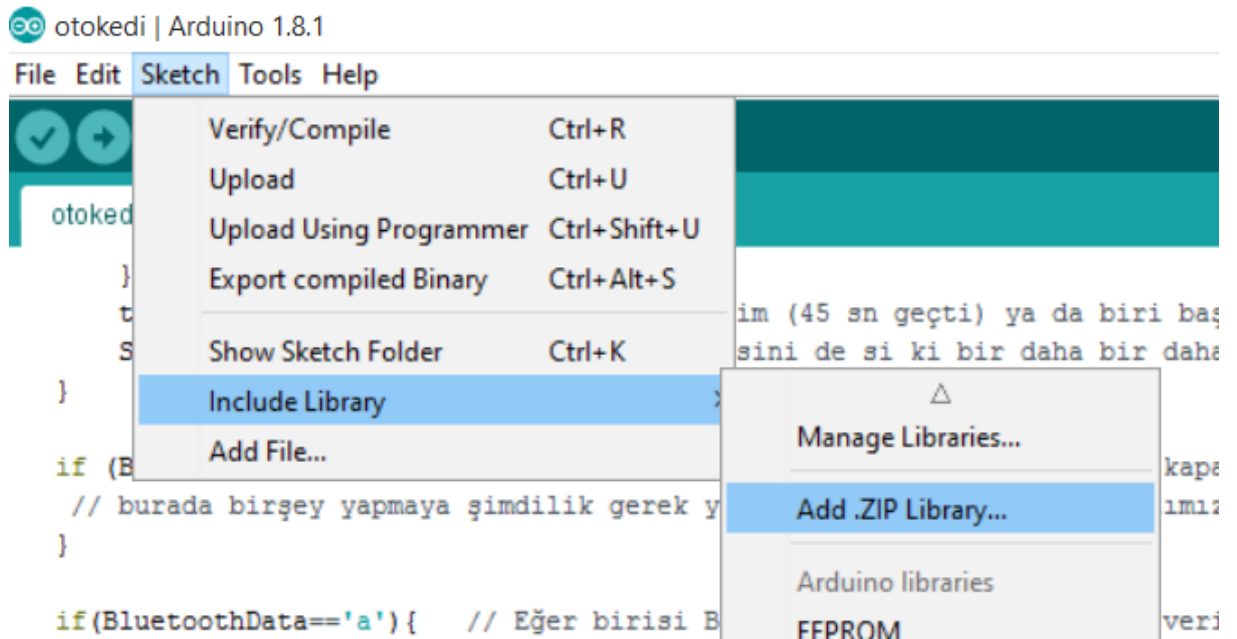 otokedi | Arduino 1.8.1
File Edit Sketch Tools Help
otoked
Verify/Compile Ctrl+R
Upload Ctrl+U
Upload Using Programmer Ctrl+Shift+U
Export compiled Binary Ctrl+Alt+S
Show Sketch Folder Ctrl+K
Include Library
Add File...
Manage Libraries...
Add .ZIP Library...
Arduino libraries
EEPROM
}
t im (45 sn geçti) ya da biri baş
S sini de si ki bir daha bir daha
}
if (B kapa
// burada birşey yapmaya şimdilik gerek y ımız
}
if(BluetoothData=='a'){ // Eğer birisi B veri